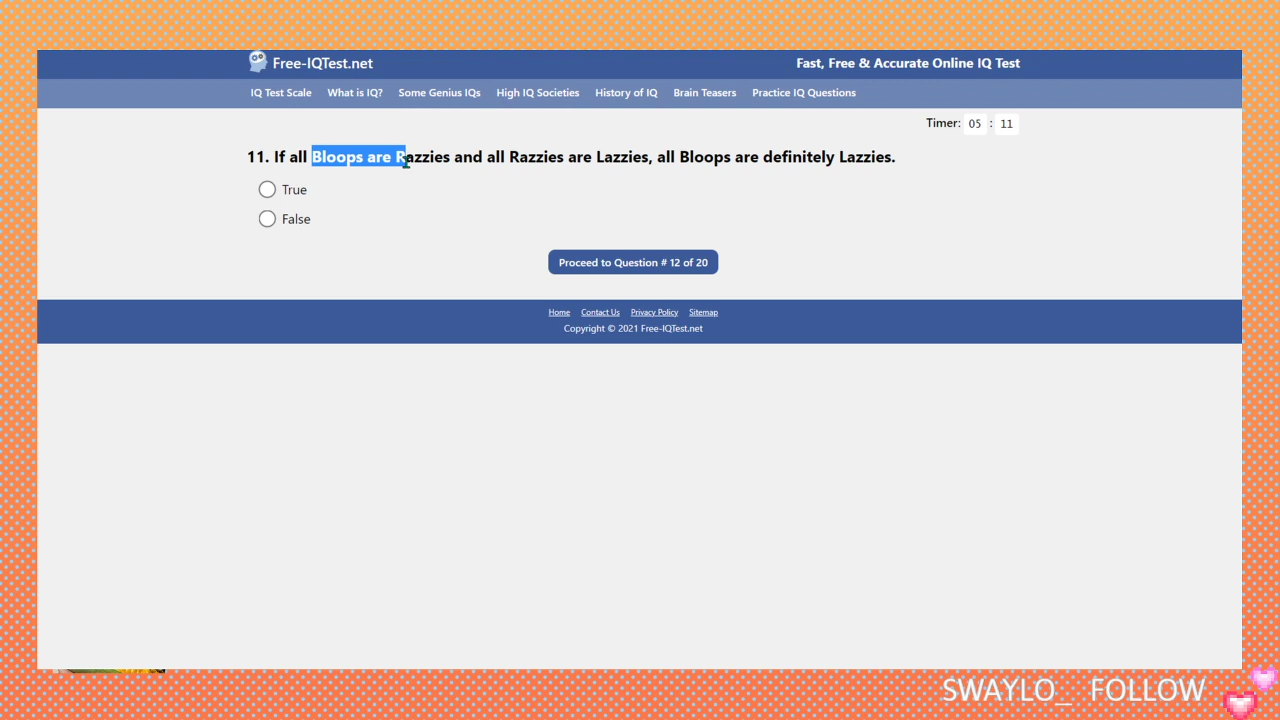 Free-IQTest.net
Fast, Free & Accurate Online IQ Test
IQ Test Scale What is IQ? Some Genius IQs High IQ Societies History of IQ Brain Teasers Practice IQ Questions
Timer: 05 : 11
11. If all Bloops are Razzies and all Razzies are Lazzies, all Bloops are definitely Lazzies.
True
False
Proceed to Question # 12 of 20
Home Contact Us Privacy Policy Sitemap
Copyright © 2021 Free-IQTest.net
SWAYLO_ FOLLOW